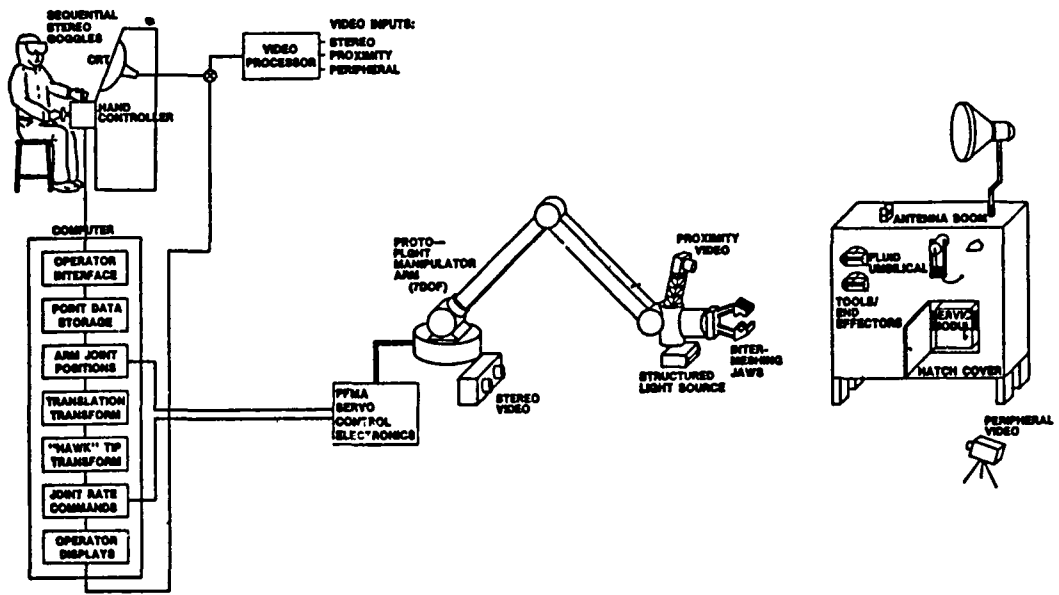 SEQUENTIAL
STEREO
GOGGLES
CRT
HAND
CONTROLLER
VIDEO
PROCESSOR
VIDEO INPUTS:
STEREO
PROXIMITY
PERIPHERAL
COMPUTER
OPERATOR
INTERFACE
POINT DATA
STORAGE
ARM JOINT
POSITIONS
TRANSLATION
TRANSFORM
"HAWK" TIP
TRANSFORM
JOINT RATE
COMMANDS
OPERATOR
DISPLAYS
PROTO-
FLIGHT
MANIPULATOR
ARM
(7DOF)
PFMA
SERVO
CONTROL
ELECTRONICS
STEREO
VIDEO
PROXIMITY
VIDEO
STRUCTURED
LIGHT SOURCE
INTER-
MESHING
JAWS
ANTENNA BOOM
FLUID
UMBILICAL
TOOLS/
END
EFFECTORS
HATCH COVER
PERIPHERAL
VIDEO